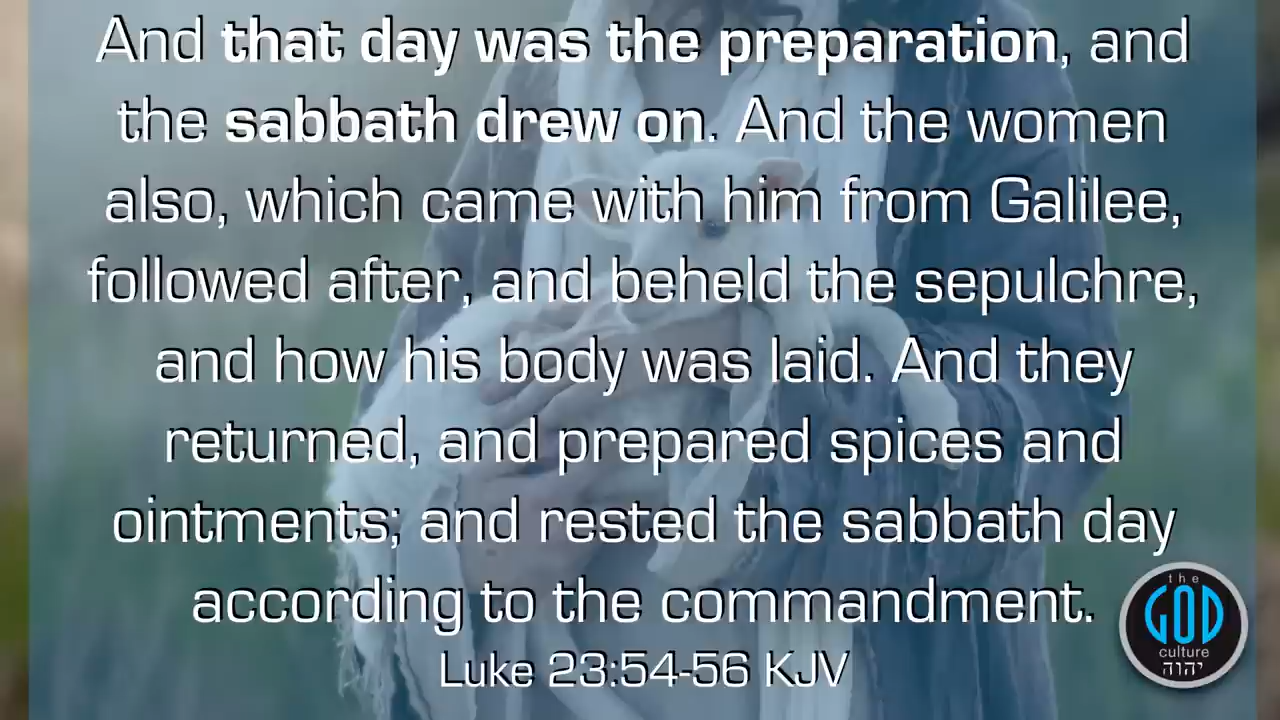 And that day was the preparation, and
the sabbath drew on. And the women
also, which came with him from Galilee,
followed after, and beheld the sepulchre,
and how his body was laid. And they
returned, and prepared spices and
ointments; and rested the sabbath day
according to the commandment.
Luke 23:54-56 KJV
the
GOD
culture
יהוה